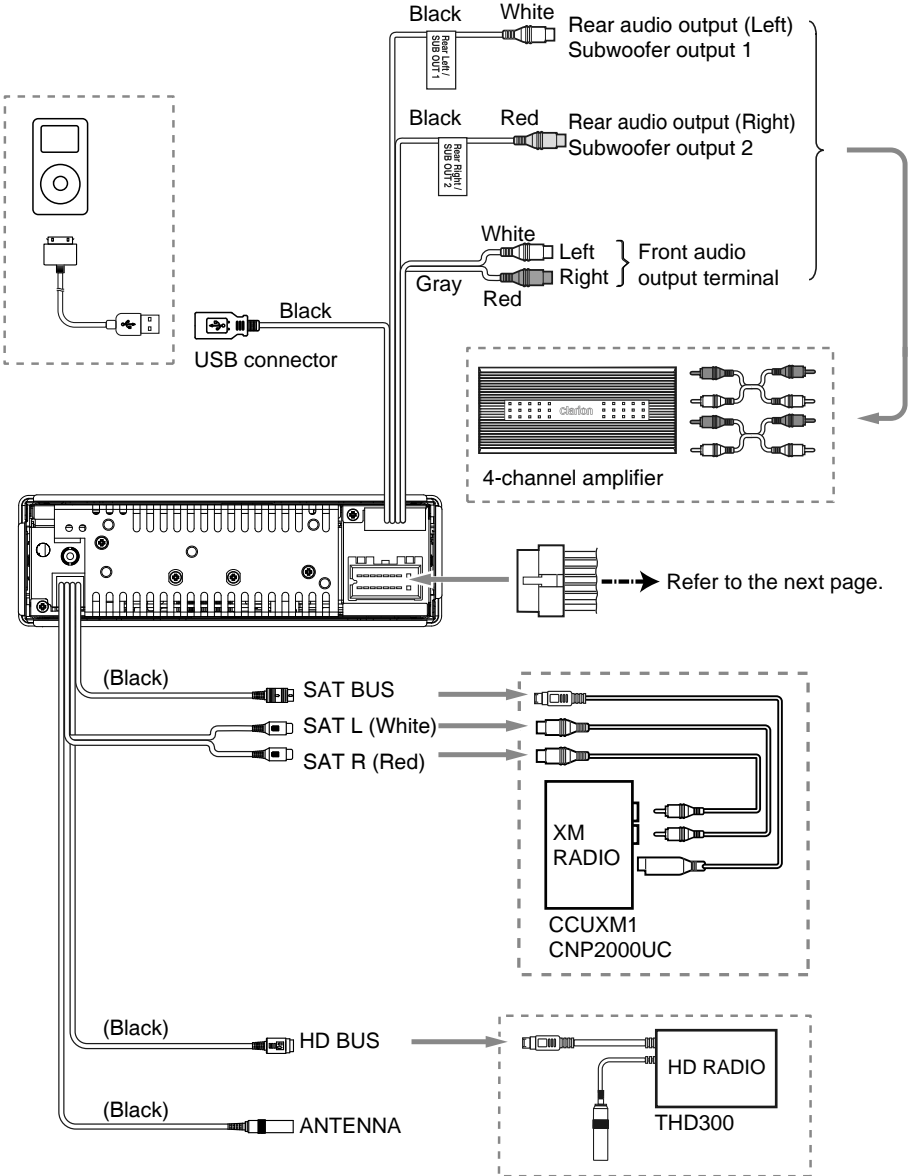 Black
White
Rear audio output (Left)
Subwoofer output 1
Rear Left /
SUB OUT 1
Black
Red
Rear audio output (Right)
Subwoofer output 2
Rear Right /
SUB OUT 2
White
Left
Right
Front audio
output terminal
Gray
Red
Black
USB connector
clarion
4-channel amplifier
Refer to the next page.
(Black)
SAT BUS
SAT L (White)
SAT R (Red)
XM
RADIO
CCUXM1
CNP2000UC
(Black)
HD BUS
HD RADIO
THD300
(Black)
ANTENNA